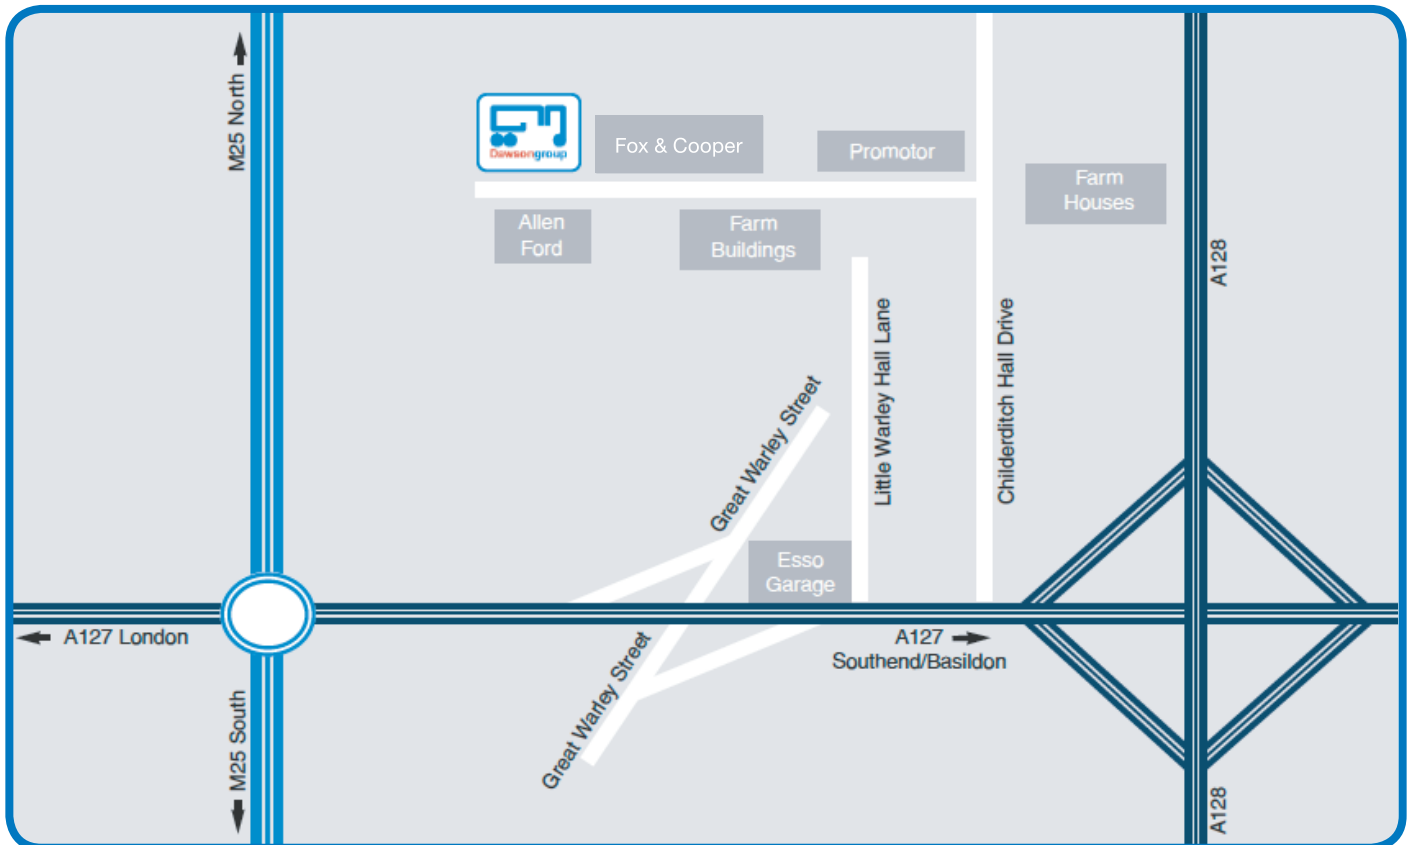 M25 North
Dawsongroup
Fox & Cooper
Promotor
Farm
Houses
Allen
Ford
Farm
Buildings
A128
Little Warley Hall Lane
Childerditch Hall Drive
Great Warley Street
Esso
Garage
A127 London
A127
Southend/Basildon
Great Warley Street
M25 South
A128